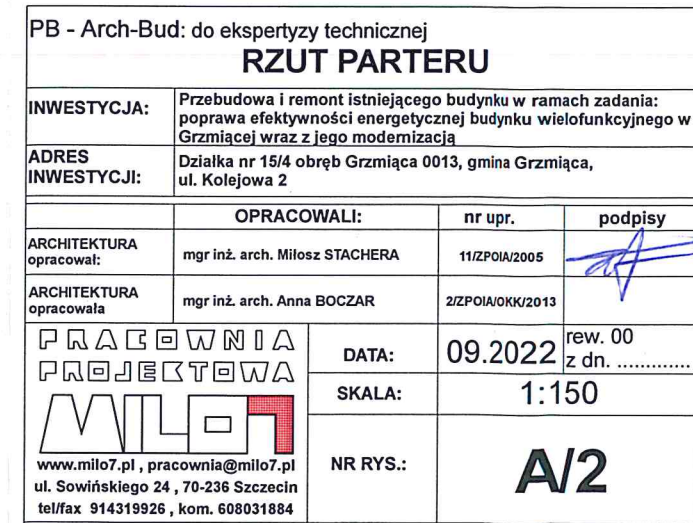 PB - Arch-Bud: do ekspertyzy technicznej
RZUT PARTERU
INWESTYCJA:
Przebudowa i remont istniejącego budynku w ramach zadania:
poprawa efektywności energetycznej budynku wielofunkcyjnego w
Grzmiącej wraz z jego modernizacją
ADRES
INWESTYCJI:
Działka nr 15/4 obręb Grzmiąca 0013, gmina Grzmiąca,
ul. Kolejowa 2
OPRACOWALI: nr upr. podpisy
ARCHITEKTURA
opracował:
mgr inż. arch. Miłosz STACHERA 11/ZPOIA/2005
ARCHITEKTURA
opracowała
mgr inż. arch. Anna BOCZAR 2/ZPOIA/OKK/2013
PRACOWNIA
PROJEKTOWA
MILO7
www.milo7.pl , pracownia@milo7.pl
ul. Sowińskiego 24 , 70-236 Szczecin
tel/fax 914319926 , kom. 608031884
DATA: 09.2022
rew. 00
z dn. .............
SKALA: 1:150
NR RYS.: A/2